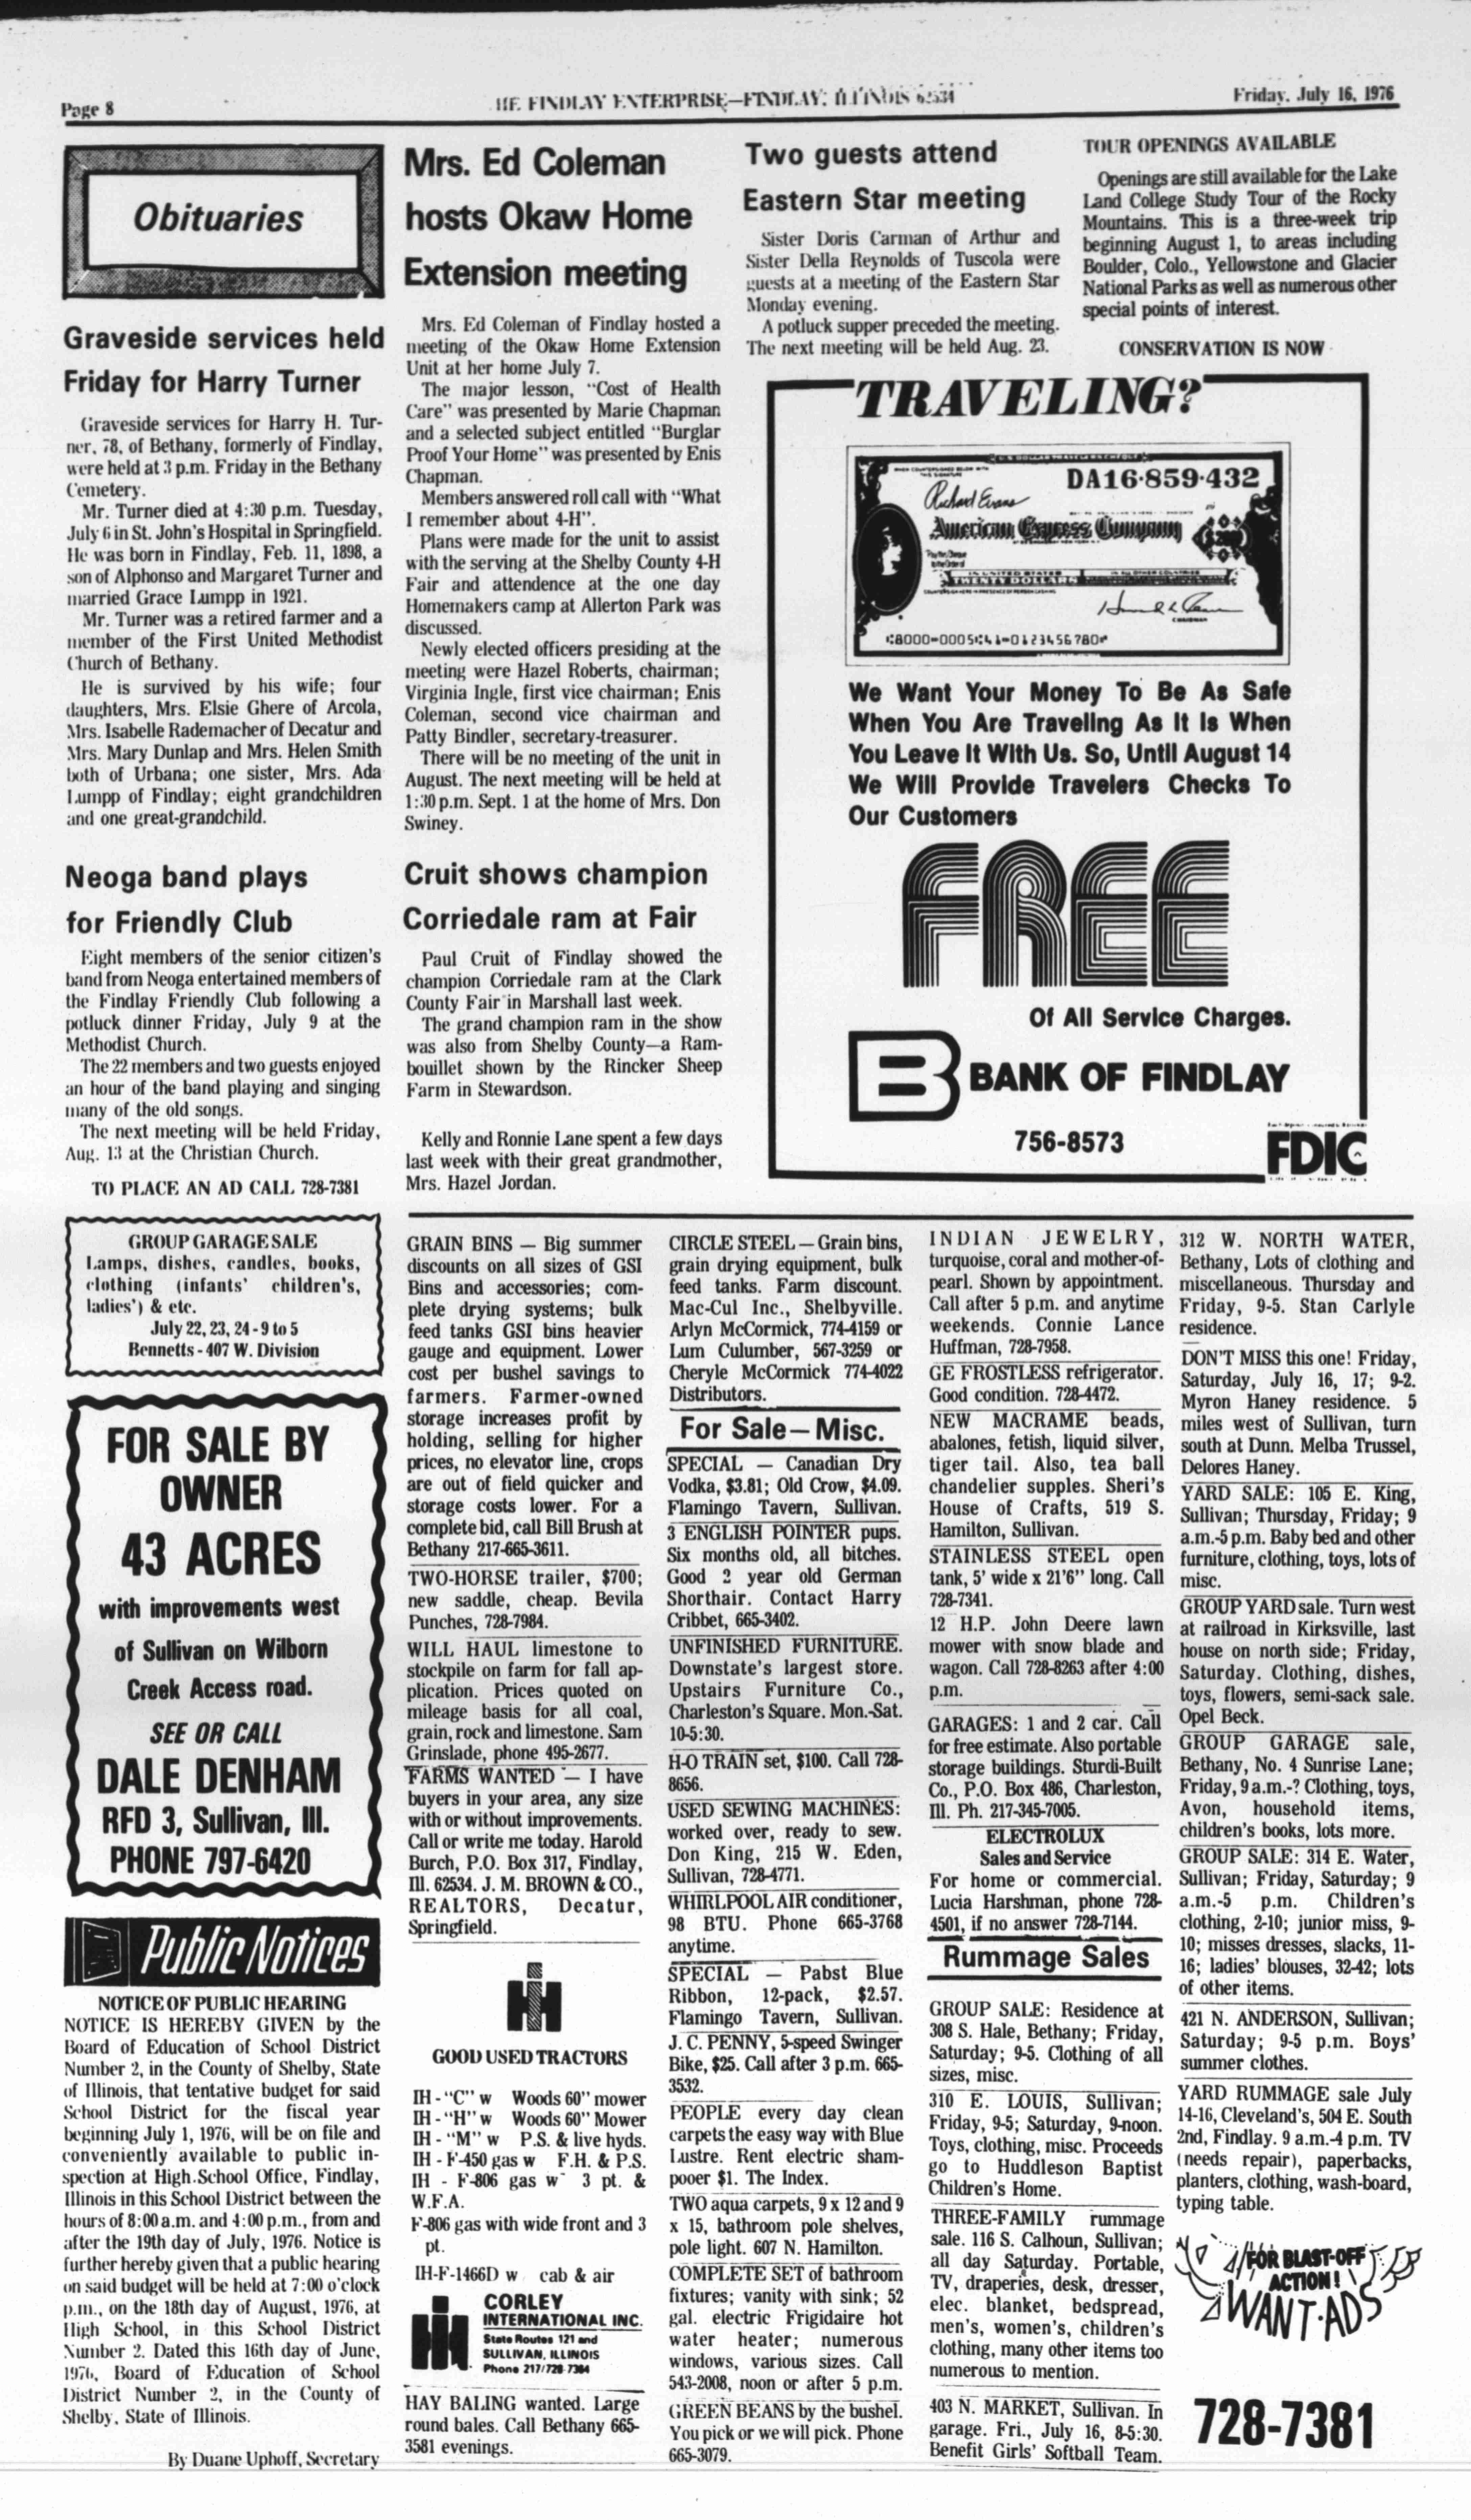 Page 8
THE FINDLAY ENTERPRISE—FINDLAY, ILLINOIS 62534
Friday, July 16, 1976
Obituaries
Graveside services held
Friday for Harry Turner
Graveside services for Harry H. Tur-
ner, 78, of Bethany, formerly of Findlay,
were held at 3 p.m. Friday in the Bethany
Cemetery.
Mr. Turner died at 4:30 p.m. Tuesday,
July 6 in St. John's Hospital in Springfield.
He was born in Findlay, Feb. 11, 1898, a
son of Alphonso and Margaret Turner and
married Grace Lumpp in 1921.
Mr. Turner was a retired farmer and a
member of the First United Methodist
Church of Bethany.
He is survived by his wife; four
daughters, Mrs. Elsie Ghere of Arcola,
Mrs. Isabelle Rademacher of Decatur and
Mrs. Mary Dunlap and Mrs. Helen Smith
both of Urbana; one sister, Mrs. Ada
Lumpp of Findlay; eight grandchildren
and one great-grandchild.
Neoga band plays
for Friendly Club
Eight members of the senior citizen's
band from Neoga entertained members of
the Findlay Friendly Club following a
potluck dinner Friday, July 9 at the
Methodist Church.
The 22 members and two guests enjoyed
an hour of the band playing and singing
many of the old songs.
The next meeting will be held Friday,
Aug. 13 at the Christian Church.
TO PLACE AN AD CALL 728-7381
Mrs. Ed Coleman
hosts Okaw Home
Extension meeting
Mrs. Ed Coleman of Findlay hosted a
meeting of the Okaw Home Extension
Unit at her home July 7.
The major lesson, "Cost of Health
Care" was presented by Marie Chapman
and a selected subject entitled "Burglar
Proof Your Home" was presented by Enis
Chapman.
Members answered roll call with "What
I remember about 4-H".
Plans were made for the unit to assist
with the serving at the Shelby County 4-H
Fair and attendence at the one day
Homemakers camp at Allerton Park was
discussed.
Newly elected officers presiding at the
meeting were Hazel Roberts, chairman;
Virginia Ingle, first vice chairman; Enis
Coleman, second vice chairman and
Patty Bindler, secretary-treasurer.
There will be no meeting of the unit in
August. The next meeting will be held at
1:30 p.m. Sept. 1 at the home of Mrs. Don
Swiney.
Cruit shows champion
Corriedale ram at Fair
Paul Cruit of Findlay showed the
champion Corriedale ram at the Clark
County Fair in Marshall last week.
The grand champion ram in the show
was also from Shelby County—a Ram-
bouillet shown by the Rincker Sheep
Farm in Stewardson.
Kelly and Ronnie Lane spent a few days
last week with their great grandmother,
Mrs. Hazel Jordan.
Two guests attend
Eastern Star meeting
Sister Doris Carman of Arthur and
Sister Della Reynolds of Tuscola were
guests at a meeting of the Eastern Star
Monday evening.
A potluck supper preceded the meeting.
The next meeting will be held Aug. 23.
TOUR OPENINGS AVAILABLE
Openings are still available for the Lake
Land College Study Tour of the Rocky
Mountains. This is a three-week trip
beginning August 1, to areas including
Boulder, Colo., Yellowstone and Glacier
National Parks as well as numerous other
special points of interest.
CONSERVATION IS NOW
TRAVELING?
DA16·859·432
Richard Evans
American Express Company
TWENTY DOLLARS
We Want Your Money To Be As Safe
When You Are Traveling As It Is When
You Leave It With Us. So, Until August 14
We Will Provide Travelers Checks To
Our Customers
FREE
Of All Service Charges.
B BANK OF FINDLAY
756-8573
FDIC
GROUP GARAGE SALE
Lamps, dishes, candles, books,
clothing (infants' children's,
ladies') & etc.
July 22, 23, 24 - 9 to 5
Bennetts - 407 W. Division
FOR SALE BY
OWNER
43 ACRES
with improvements west
of Sullivan on Wilborn
Creek Access road.
SEE OR CALL
DALE DENHAM
RFD 3, Sullivan, Ill.
PHONE 797-6420
Public Notices
NOTICE OF PUBLIC HEARING
NOTICE IS HEREBY GIVEN by the
Board of Education of School District
Number 2, in the County of Shelby, State
of Illinois, that tentative budget for said
School District for the fiscal year
beginning July 1, 1976, will be on file and
conveniently available to public in-
spection at High School Office, Findlay,
Illinois in this School District between the
hours of 8:00 a.m. and 4:00 p.m., from and
after the 19th day of July, 1976. Notice is
further hereby given that a public hearing
on said budget will be held at 7:00 o'clock
p.m., on the 18th day of August, 1976, at
High School, in this School District
Number 2. Dated this 16th day of June,
1976, Board of Education of School
District Number 2, in the County of
Shelby, State of Illinois.
By Duane Uphoff, Secretary
GRAIN BINS — Big summer
discounts on all sizes of GSI
Bins and accessories; com-
plete drying systems; bulk
feed tanks GSI bins heavier
gauge and equipment. Lower
cost per bushel savings to
farmers. Farmer-owned
storage increases profit by
holding, selling for higher
prices, no elevator line, crops
are out of field quicker and
storage costs lower. For a
complete bid, call Bill Brush at
Bethany 217-665-3611.
TWO-HORSE trailer, $700;
new saddle, cheap. Bevila
Punches, 728-7984.
WILL HAUL limestone to
stockpile on farm for fall ap-
plication. Prices quoted on
mileage basis for all coal,
grain, rock and limestone. Sam
Grinslade, phone 495-2677.
FARMS WANTED — I have
buyers in your area, any size
with or without improvements.
Call or write me today. Harold
Burch, P.O. Box 317, Findlay,
Ill. 62534. J. M. BROWN & CO.,
REALTORS, Decatur,
Springfield.
GOOD USED TRACTORS
IH - "C" w Woods 60" mower
IH - "H" w Woods 60" Mower
IH - "M" w P.S. & live hyds.
IH - F-450 gas w F.H. & P.S.
IH - F-806 gas w 3 pt. &
W.F.A.
F-806 gas with wide front and 3
pt.
IH-F-1466D w cab & air
CORLEY
INTERNATIONAL INC.
State Routes 121 and
SULLIVAN, ILLINOIS
Phone 217/728-7384
HAY BALING wanted. Large
round bales. Call Bethany 665-
3581 evenings.
CIRCLE STEEL — Grain bins,
grain drying equipment, bulk
feed tanks. Farm discount.
Mac-Cul Inc., Shelbyville.
Arlyn McCormick, 774-4159 or
Lum Culumber, 567-3259 or
Cheryle McCormick 774-4022
Distributors.
For Sale — Misc.
SPECIAL — Canadian Dry
Vodka, $3.81; Old Crow, $4.09.
Flamingo Tavern, Sullivan.
3 ENGLISH POINTER pups.
Six months old, all bitches.
Good 2 year old German
Shorthair. Contact Harry
Cribbet, 665-3402.
UNFINISHED FURNITURE.
Downstate's largest store.
Upstairs Furniture Co.,
Charleston's Square. Mon.-Sat.
10-5:30.
H-O TRAIN set, $100. Call 728-
8656.
USED SEWING MACHINES:
worked over, ready to sew.
Don King, 215 W. Eden,
Sullivan, 728-4771.
WHIRLPOOL AIR conditioner,
98 BTU. Phone 665-3768
anytime.
SPECIAL — Pabst Blue
Ribbon, 12-pack, $2.57.
Flamingo Tavern, Sullivan.
J. C. PENNY, 5-speed Swinger
Bike, $25. Call after 3 p.m. 665-
3532.
PEOPLE every day clean
carpets the easy way with Blue
Lustre. Rent electric sham-
pooer $1. The Index.
TWO aqua carpets, 9 x 12 and 9
x 15, bathroom pole shelves,
pole light. 607 N. Hamilton.
COMPLETE SET of bathroom
fixtures; vanity with sink; 52
gal. electric Frigidaire hot
water heater; numerous
windows, various sizes. Call
543-2008, noon or after 5 p.m.
GREEN BEANS by the bushel.
You pick or we will pick. Phone
665-3079.
INDIAN JEWELRY,
turquoise, coral and mother-of-
pearl. Shown by appointment.
Call after 5 p.m. and anytime
weekends. Connie Lance
Huffman, 728-7958.
GE FROSTLESS refrigerator.
Good condition. 728-4472.
NEW MACRAME beads,
abalones, fetish, liquid silver,
tiger tail. Also, tea ball
chandelier supples. Sheri's
House of Crafts, 519 S.
Hamilton, Sullivan.
STAINLESS STEEL open
tank, 5' wide x 21'6" long. Call
728-7341.
12 H.P. John Deere lawn
mower with snow blade and
wagon. Call 728-8263 after 4:00
p.m.
GARAGES: 1 and 2 car. Call
for free estimate. Also portable
storage buildings. Sturdi-Built
Co., P.O. Box 486, Charleston,
Ill. Ph. 217-345-7005.
ELECTROLUX
Sales and Service
For home or commercial.
Lucia Harshman, phone 728-
4501, if no answer 728-7144.
Rummage Sales
GROUP SALE: Residence at
308 S. Hale, Bethany; Friday,
Saturday; 9-5. Clothing of all
sizes, misc.
310 E. LOUIS, Sullivan;
Friday, 9-5; Saturday, 9-noon.
Toys, clothing, misc. Proceeds
go to Huddleson Baptist
Children's Home.
THREE-FAMILY rummage
sale. 116 S. Calhoun, Sullivan;
all day Saturday. Portable,
TV, draperies, desk, dresser,
elec. blanket, bedspread,
men's, women's, children's
clothing, many other items too
numerous to mention.
403 N. MARKET, Sullivan. In
garage. Fri., July 16, 8-5:30.
Benefit Girls' Softball Team.
312 W. NORTH WATER,
Bethany, Lots of clothing and
miscellaneous. Thursday and
Friday, 9-5. Stan Carlyle
residence.
DON'T MISS this one! Friday,
Saturday, July 16, 17; 9-2.
Myron Haney residence. 5
miles west of Sullivan, turn
south at Dunn. Melba Trussel,
Delores Haney.
YARD SALE: 105 E. King,
Sullivan; Thursday, Friday; 9
a.m.-5 p.m. Baby bed and other
furniture, clothing, toys, lots of
misc.
GROUP YARD sale. Turn west
at railroad in Kirksville, last
house on north side; Friday,
Saturday. Clothing, dishes,
toys, flowers, semi-sack sale.
Opel Beck.
GROUP GARAGE sale,
Bethany, No. 4 Sunrise Lane;
Friday, 9 a.m.-? Clothing, toys,
Avon, household items,
children's books, lots more.
GROUP SALE: 314 E. Water,
Sullivan; Friday, Saturday; 9
a.m.-5 p.m. Children's
clothing, 2-10; junior miss, 9-
10; misses dresses, slacks, 11-
16; ladies' blouses, 32-42; lots
of other items.
421 N. ANDERSON, Sullivan;
Saturday; 9-5 p.m. Boys'
summer clothes.
YARD RUMMAGE sale July
14-16, Cleveland's, 504 E. South
2nd, Findlay. 9 a.m.-4 p.m. TV
(needs repair), paperbacks,
planters, clothing, wash-board,
typing table.
FOR BLAST-OFF
ACTION!
WANT-ADS
728-7381